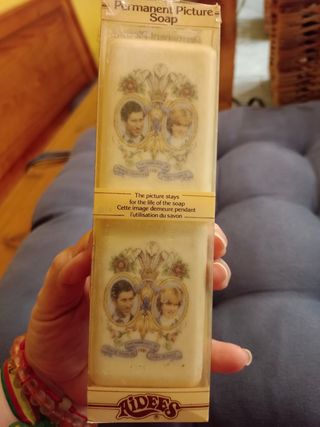 Permanent Picture
Soap
The picture stays
for the life of the soap
Cette image demeure pendant
l'utilisation du savon
AIDEE'S